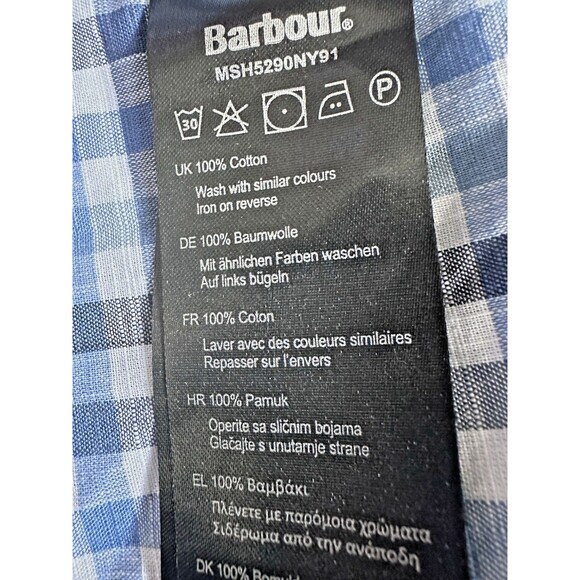 Barbour®
MSH5290NY91
30
P
UK 100% Cotton
Wash with similar colours
Iron on reverse
DE 100% Baumwolle
Mit ähnlichen Farben waschen
Auf links bügeln
FR 100% Coton
Laver avec des couleurs similaires
Repasser sur l'envers
HR 100% Pamuk
Operite sa sličnim bojama
Glačajte s unutarnje strane
EL 100% Βαμβάκι
Πλένετε με παρόμοια χρώματα
Σιδέρωμα από την ανάποδη
DK 100%